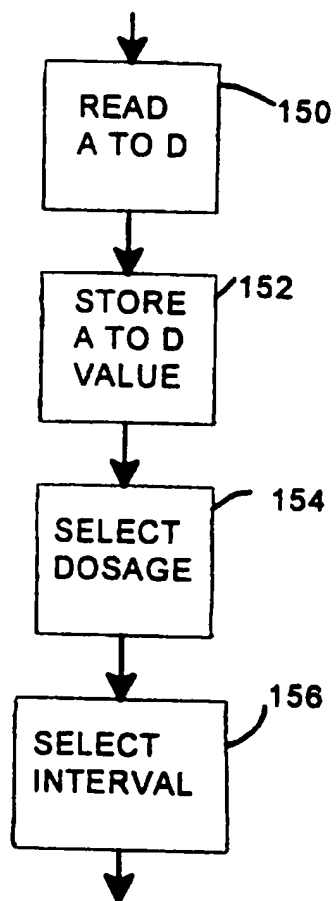 READ
A TO D
150
STORE
A TO D
VALUE
152
SELECT
DOSAGE
154
SELECT
INTERVAL
156